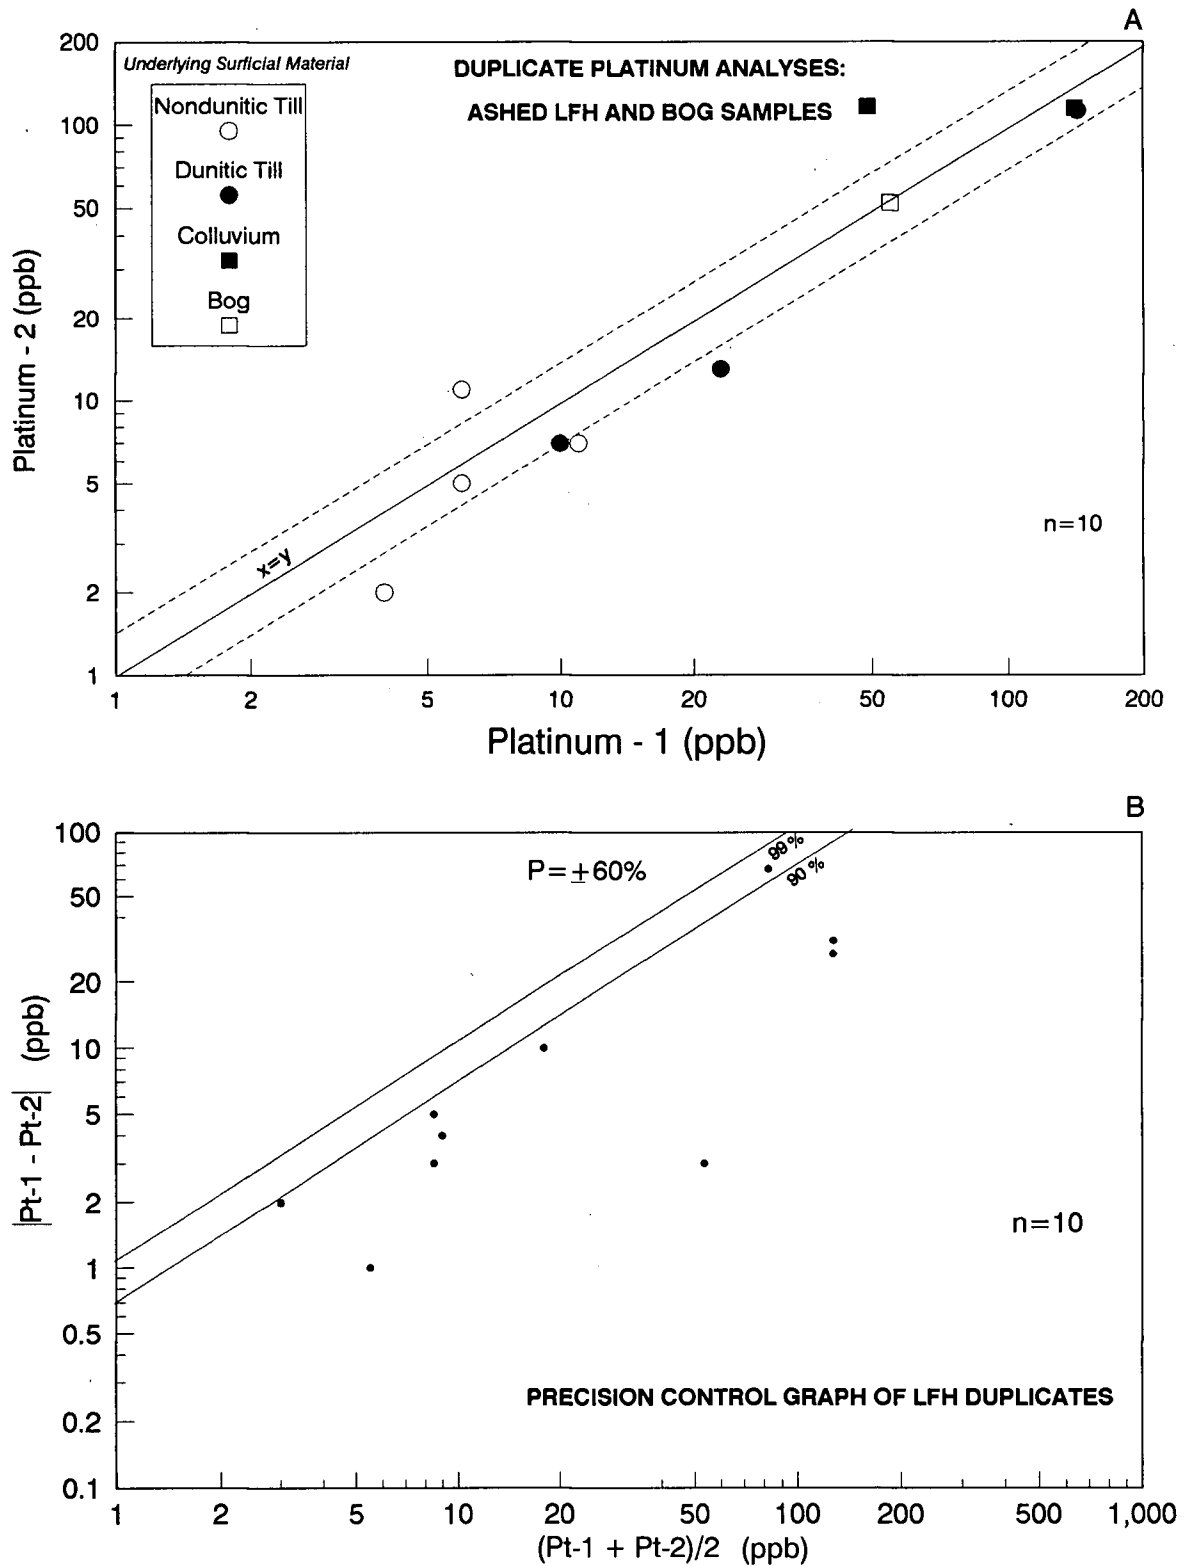 A
200
100
50
20
10
5
2
1
Platinum - 2 (ppb)
Underlying Surficial Material
Nondunitic Till
Dunitic Till
Colluvium
Bog
DUPLICATE PLATINUM ANALYSES:
ASHED LFH AND BOG SAMPLES
x=y
n=10
1 2 5 10 20 50 100 200
Platinum - 1 (ppb)
B
100
50
20
10
5
2
1
0.5
0.2
0.1
|Pt-1 - Pt-2| (ppb)
P=±60%
99%
90%
n=10
PRECISION CONTROL GRAPH OF LFH DUPLICATES
1 2 5 10 20 50 100 200 500 1,000
(Pt-1 + Pt-2)/2 (ppb)